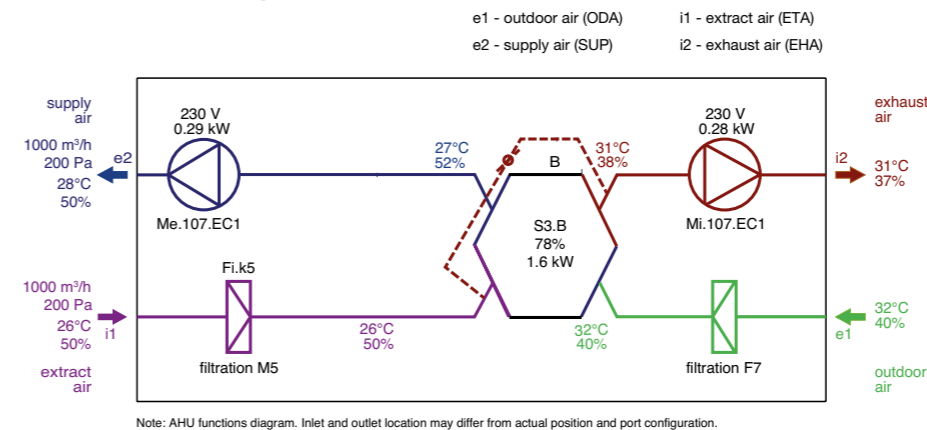 e1 - outdoor air (ODA)
i1 - extract air (ETA)
e2 - supply air (SUP)
i2 - exhaust air (EHA)
supply
air
1000 m³/h
200 Pa
e2
28°C
50%
230 V
0.29 kW
Me.107.EC1
27°C
52%
B
31°C
38%
230 V
0.28 kW
Mi.107.EC1
exhaust
air
i2
31°C
37%
S3.B
78%
1.6 kW
1000 m³/h
200 Pa
26°C
50%
i1
extract
air
Fi.k5
filtration M5
26°C
50%
32°C
40%
filtration F7
32°C
40%
e1
outdoor
air
Note: AHU functions diagram. Inlet and outlet location may differ from actual position and port configuration.